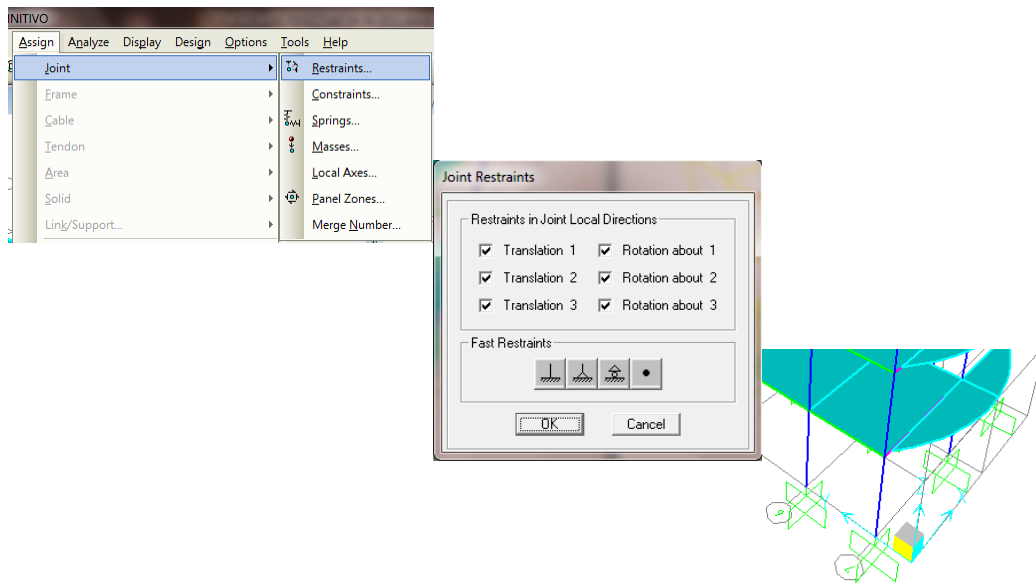 NITIVO
Assign Analyze Display Design Options Tools Help
Joint
Frame
Cable
Tendon
Area
Solid
Link/Support...
Restraints...
Constraints...
Springs...
Masses...
Local Axes...
Panel Zones...
Merge Number...
Joint Restraints
Restraints in Joint Local Directions
Translation 1 Rotation about 1
Translation 2 Rotation about 2
Translation 3 Rotation about 3
Fast Restraints
OK Cancel